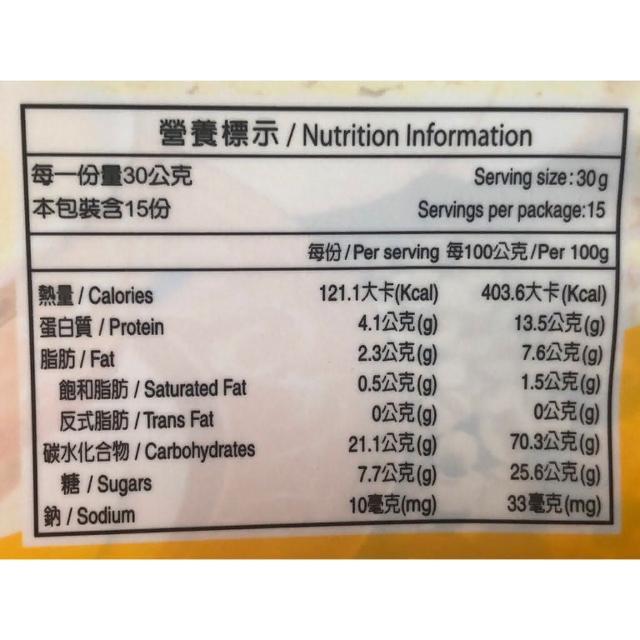 營養標示 / Nutrition Information
每一份量30公克 Serving size:30g
本包裝含15份 Servings per package:15
每份/Per serving 每100公克/Per 100g
熱量 / Calories 121.1大卡(Kcal) 403.6大卡(Kcal)
蛋白質 / Protein 4.1公克(g) 13.5公克(g)
脂肪 / Fat 2.3公克(g) 7.6公克(g)
飽和脂肪 / Saturated Fat 0.5公克(g) 1.5公克(g)
反式脂肪 / Trans Fat 0公克(g) 0公克(g)
碳水化合物 / Carbohydrates 21.1公克(g) 70.3公克(g)
糖 / Sugars 7.7公克(g) 25.6公克(g)
鈉 / Sodium 10毫克(mg) 33毫克(mg)